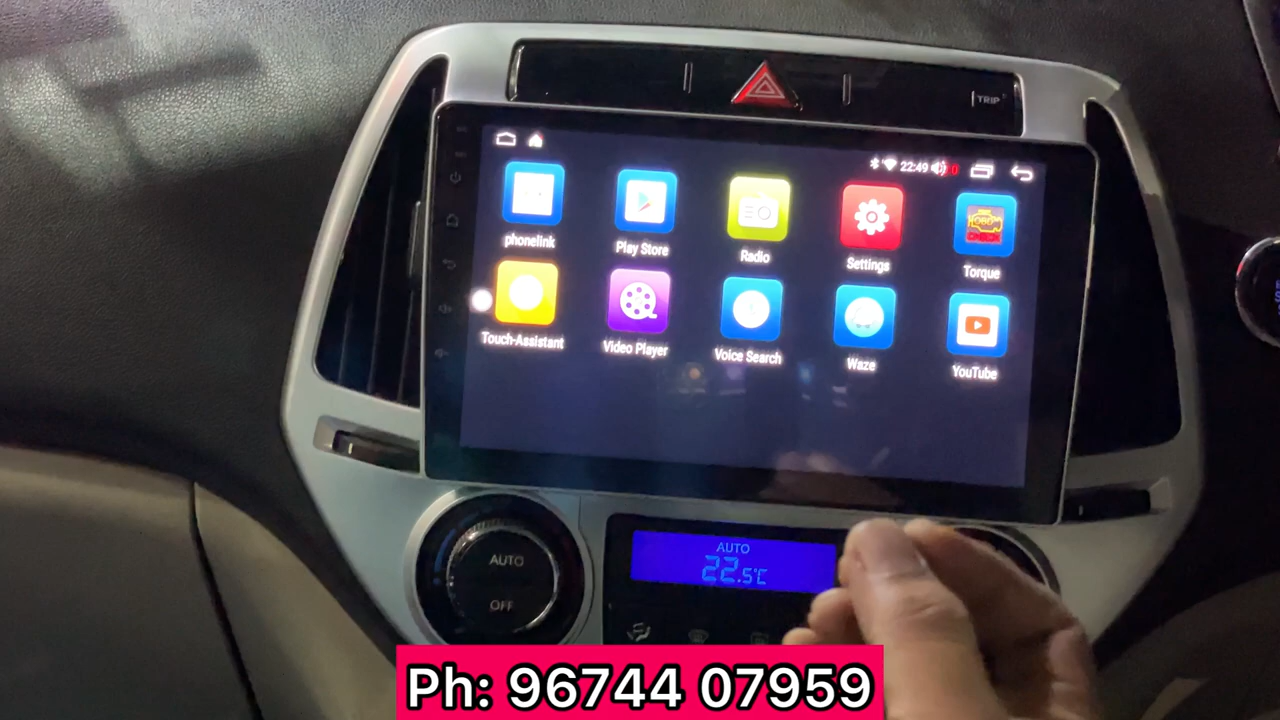 TRIP
22:49
phonelink
Play Store
Radio
Settings
Torque
Touch-Assistant
Video Player
Voice Search
Waze
YouTube
AUTO
OFF
AUTO
22.5°C
Ph: 96744 07959